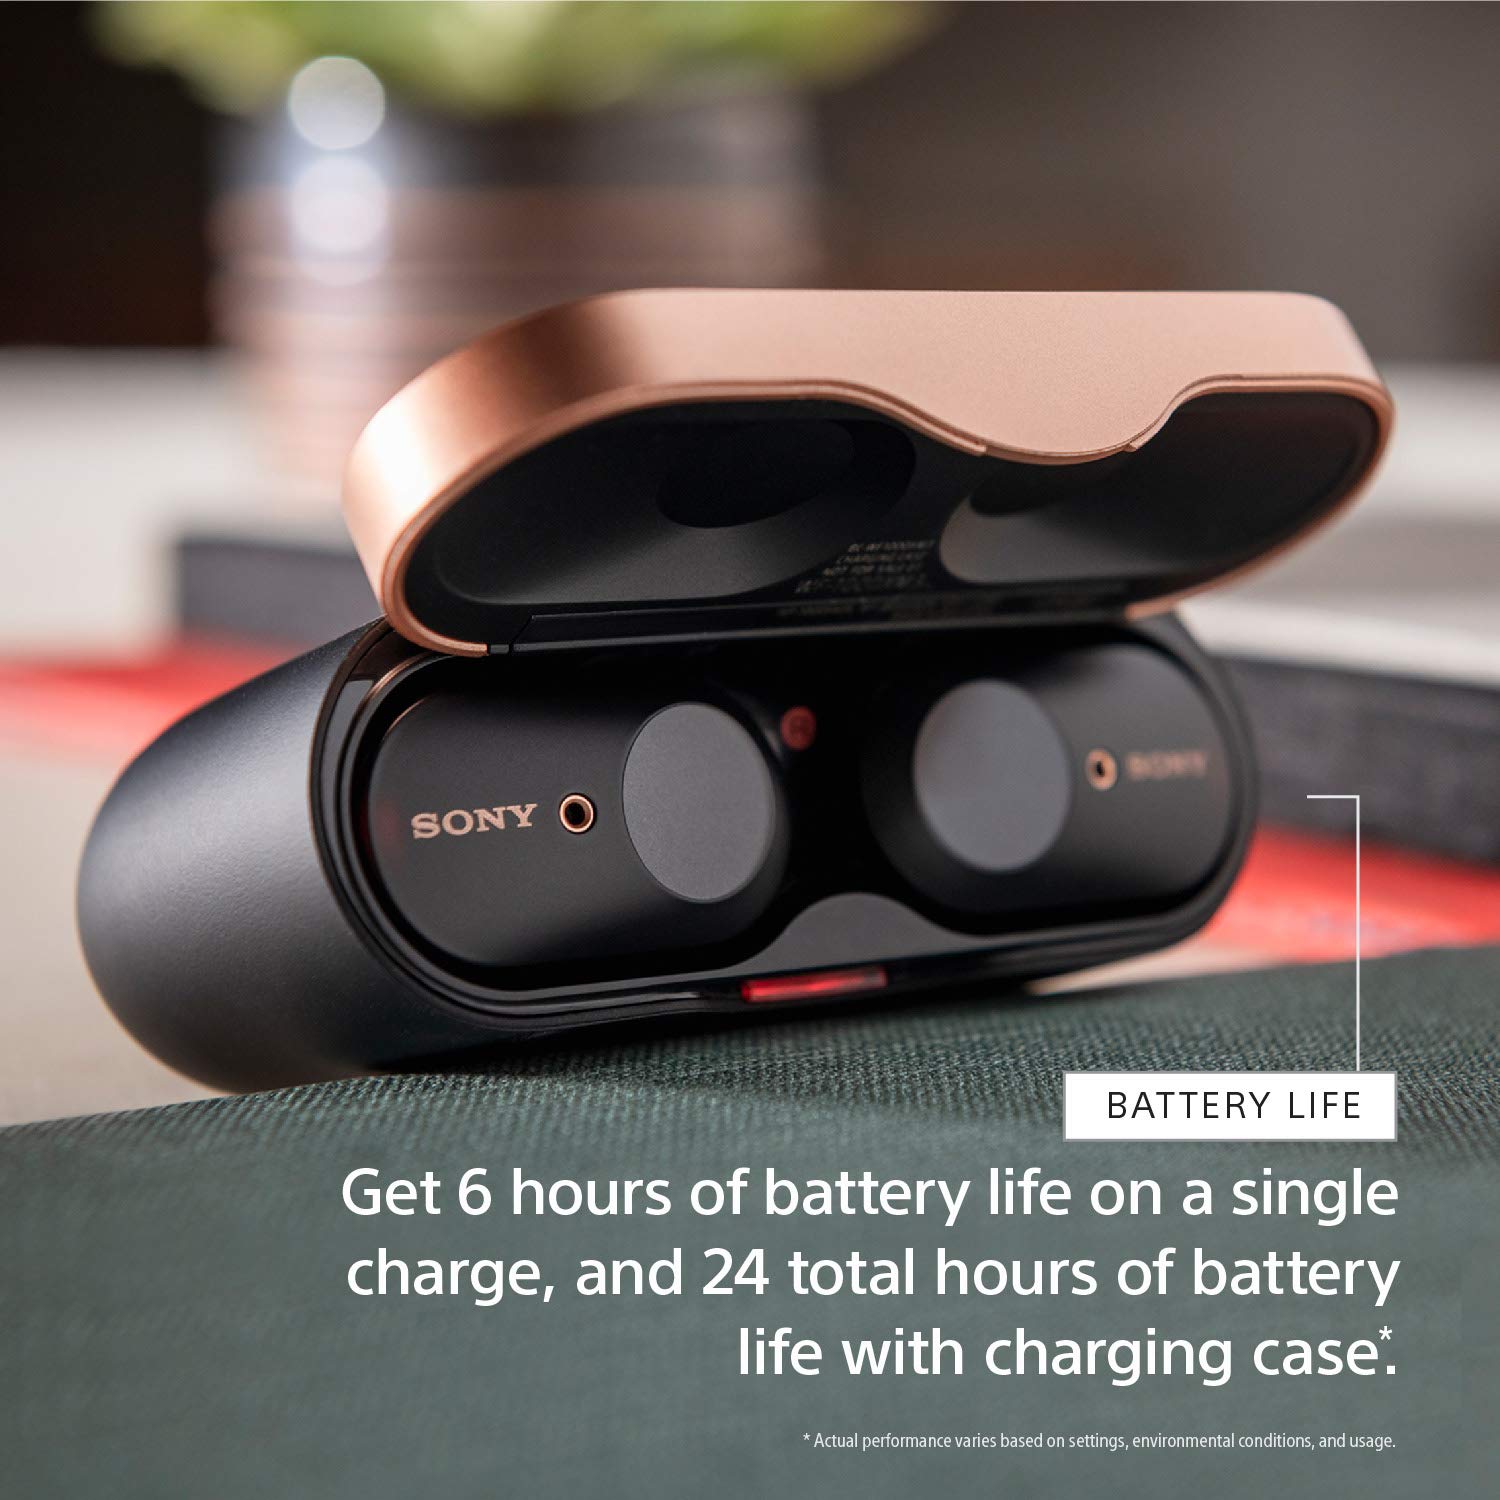 SONY
SONY
BATTERY LIFE
Get 6 hours of battery life on a single
charge, and 24 total hours of battery
life with charging case*.
* Actual performance varies based on settings, environmental conditions, and usage.